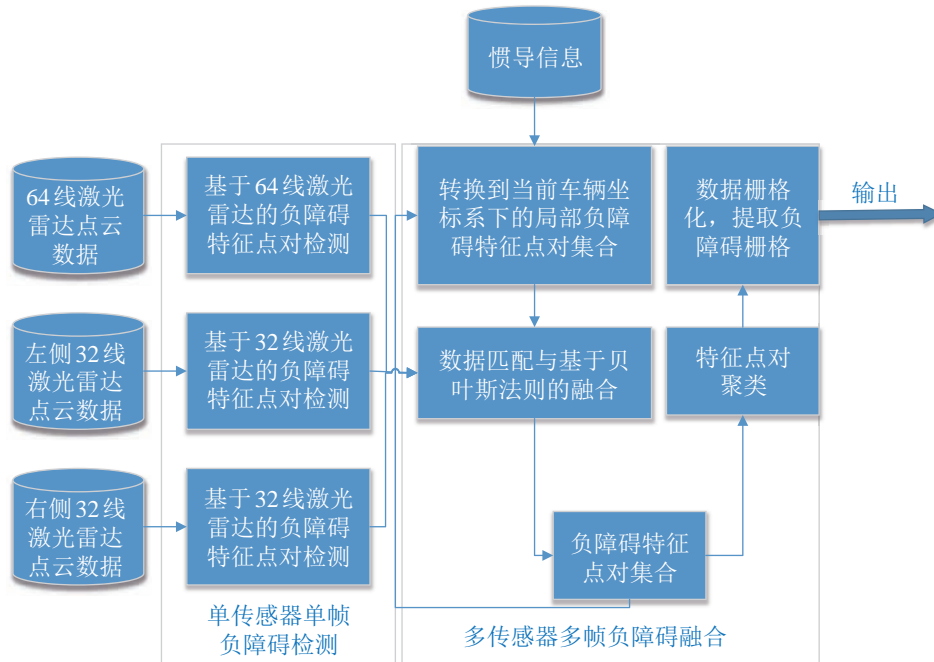 惯导信息
64线激光
雷达点云
数据
基于64线激光
雷达的负障碍
特征点对检测
转换到当前车辆坐
标系下的局部负障
碍特征点对集合
数据栅格
化，提取负
障碍栅格
输出
左侧32线
激光雷达
点云数据
基于32线激光
雷达的负障碍
特征点对检测
数据匹配与基于贝
叶斯法则的融合
特征点对
聚类
右侧32线
激光雷达
点云数据
基于32线激光
雷达的负障碍
特征点对检测
负障碍特征
点对集合
单传感器单帧
负障碍检测
多传感器多帧负障碍融合